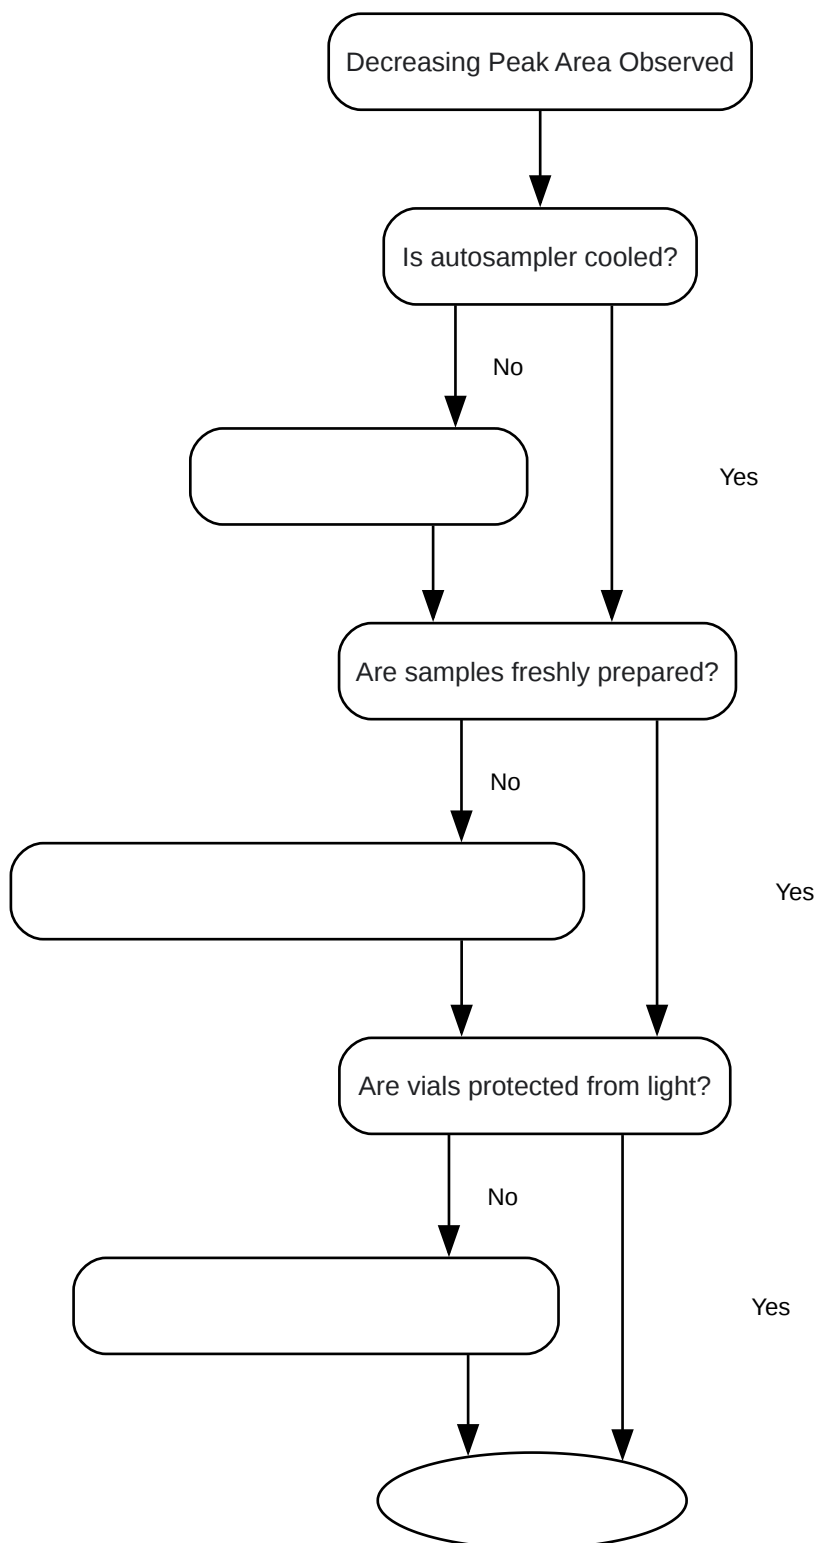 Decreasing Peak Area Observed
Is autosampler cooled?
No
Yes
Are samples freshly prepared?
No
Yes
Are vials protected from light?
No
Yes